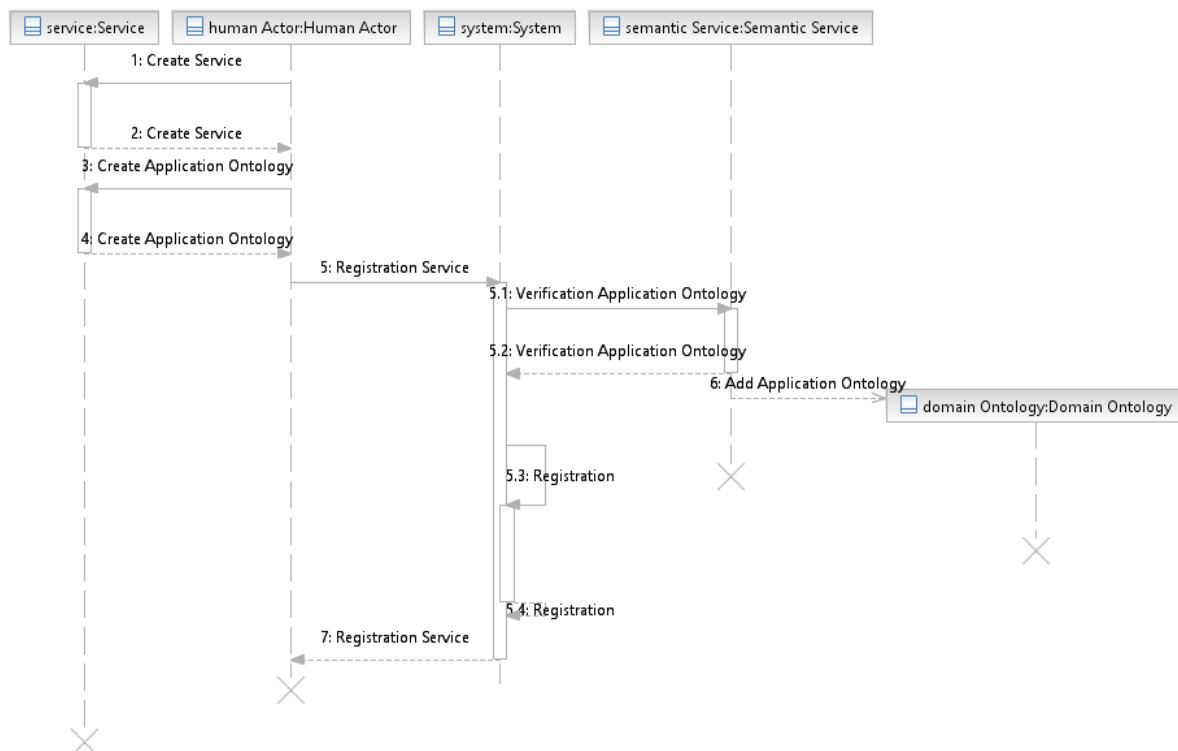 service:Service
human Actor:Human Actor
system:System
semantic Service:Semantic Service
1: Create Service
2: Create Service
3: Create Application Ontology
4: Create Application Ontology
5: Registration Service
5.1: Verification Application Ontology
5.2: Verification Application Ontology
6: Add Application Ontology
domain Ontology:Domain Ontology
5.3: Registration
5.4: Registration
7: Registration Service